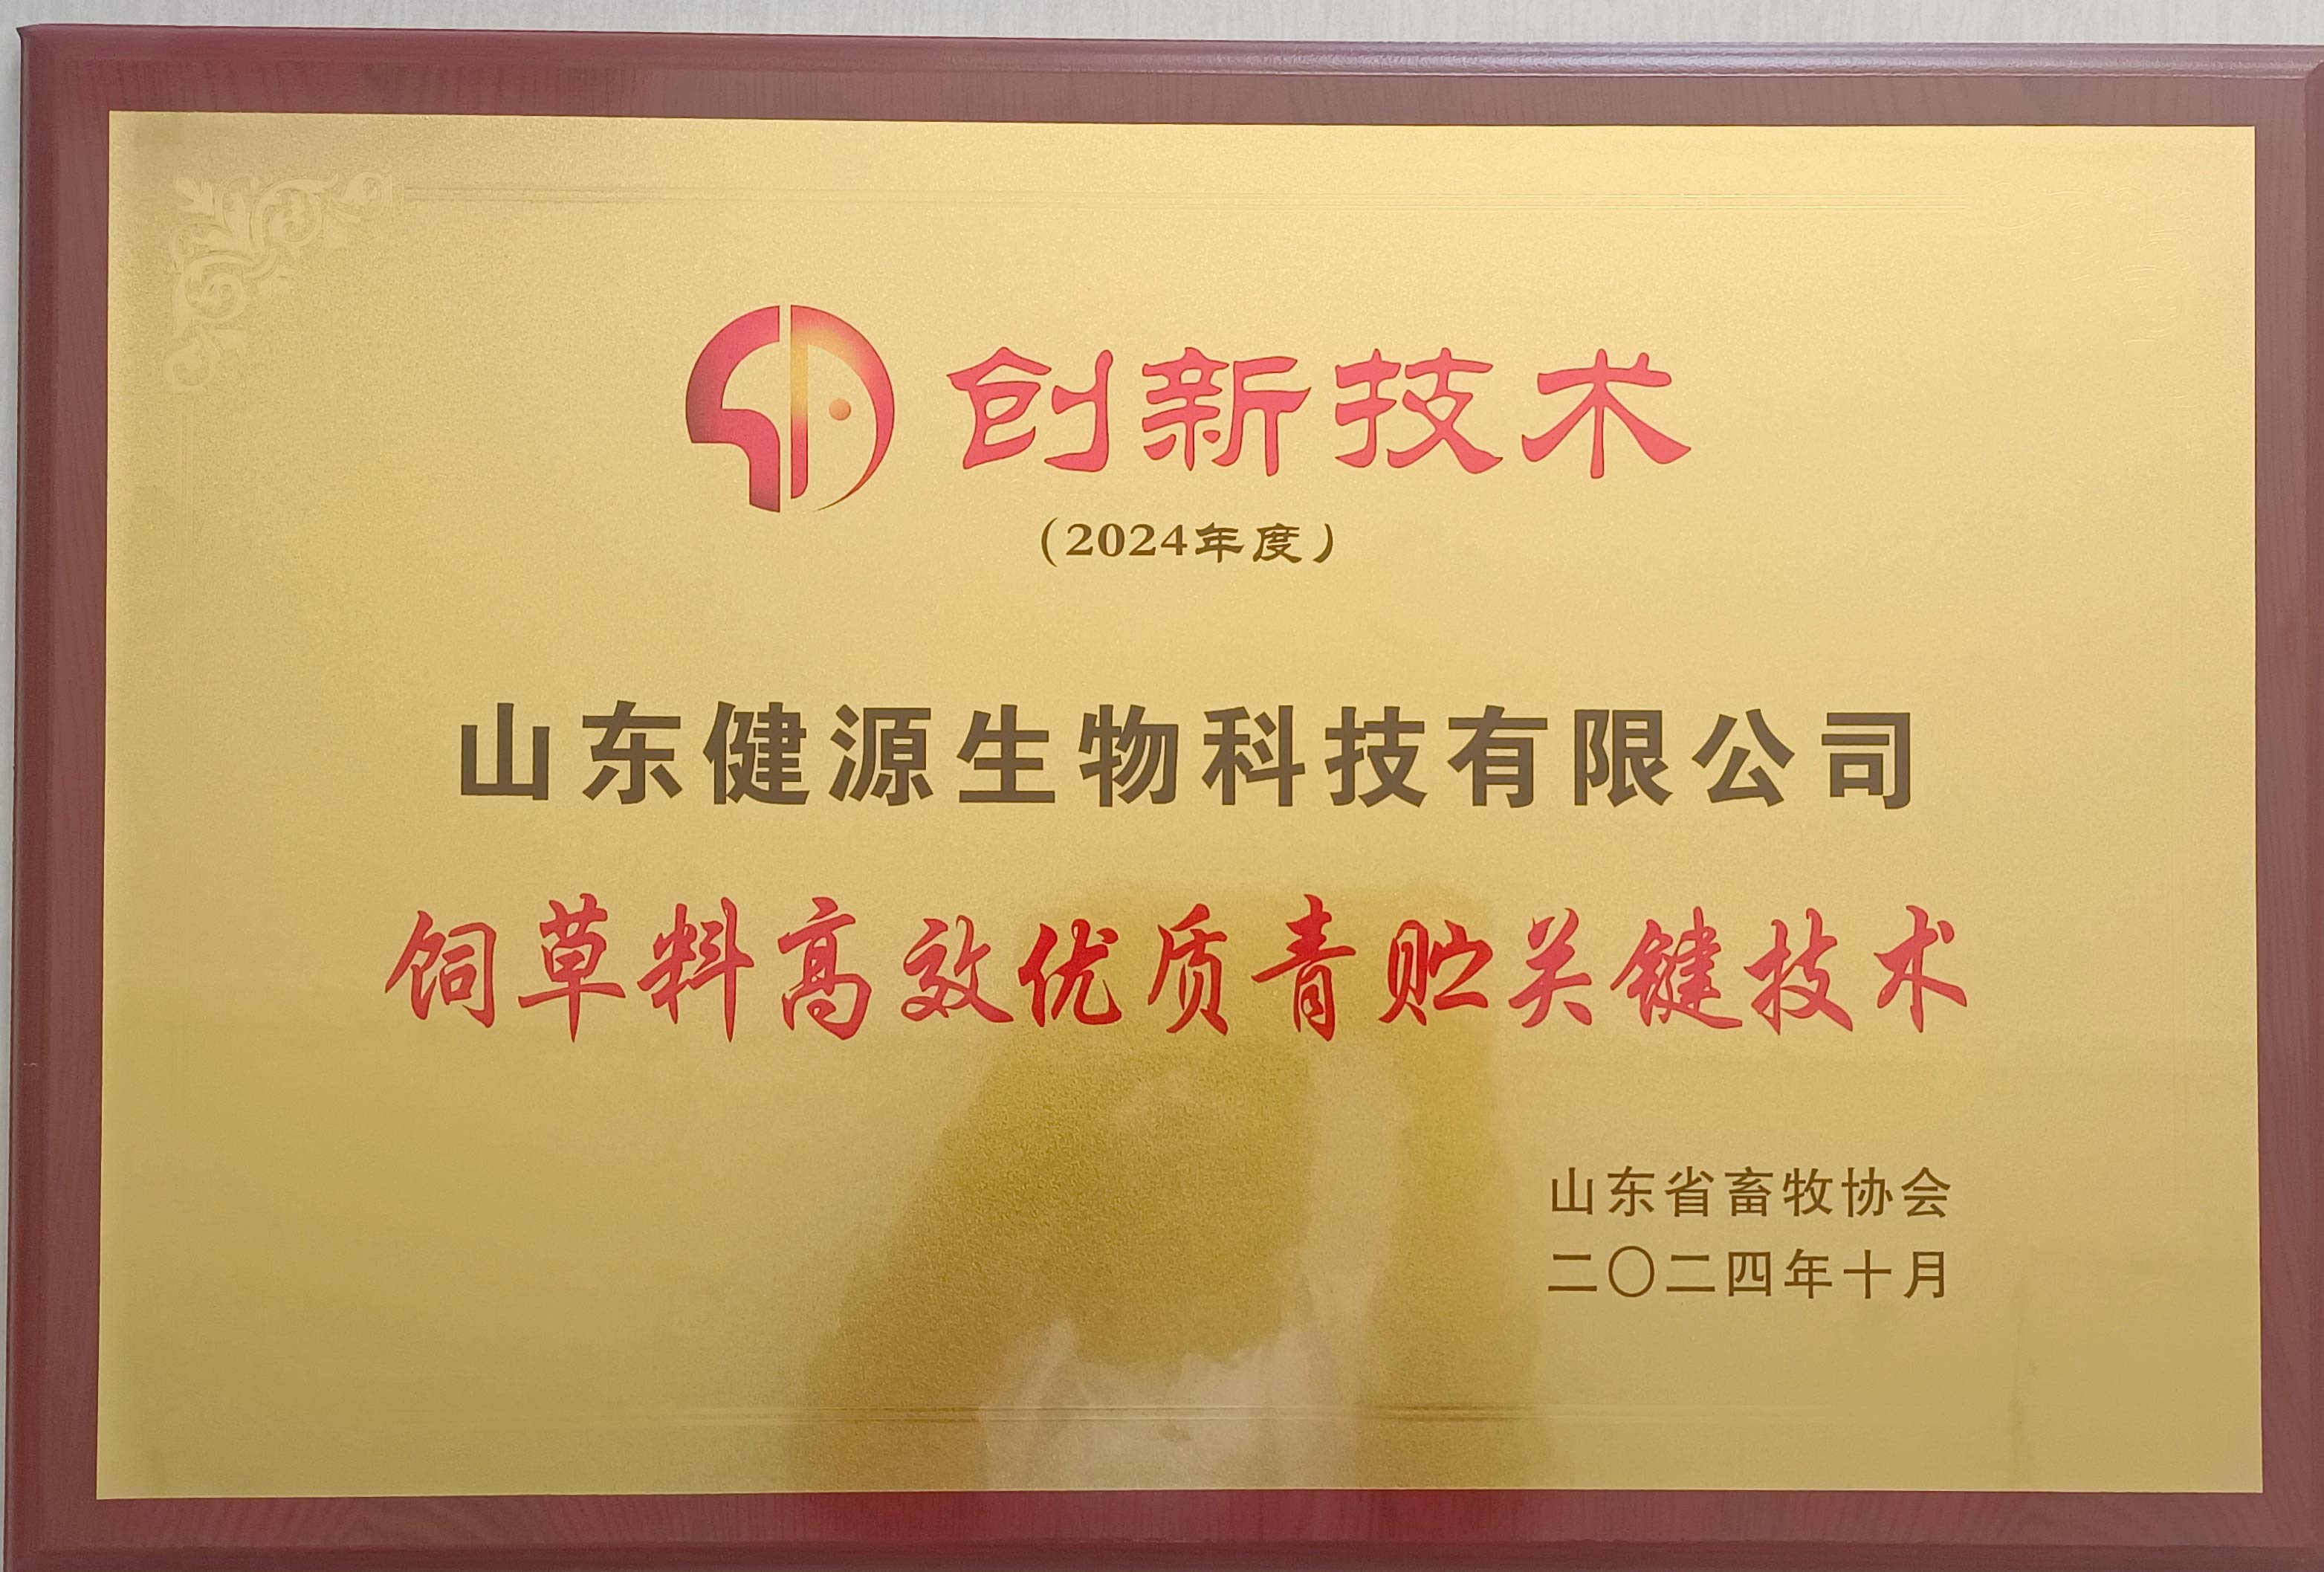 创新技术
（2024年度）
山东健源生物科技有限公司
饲草料高效优质青贮关键技术
山东省畜牧协会
二〇二四年十月